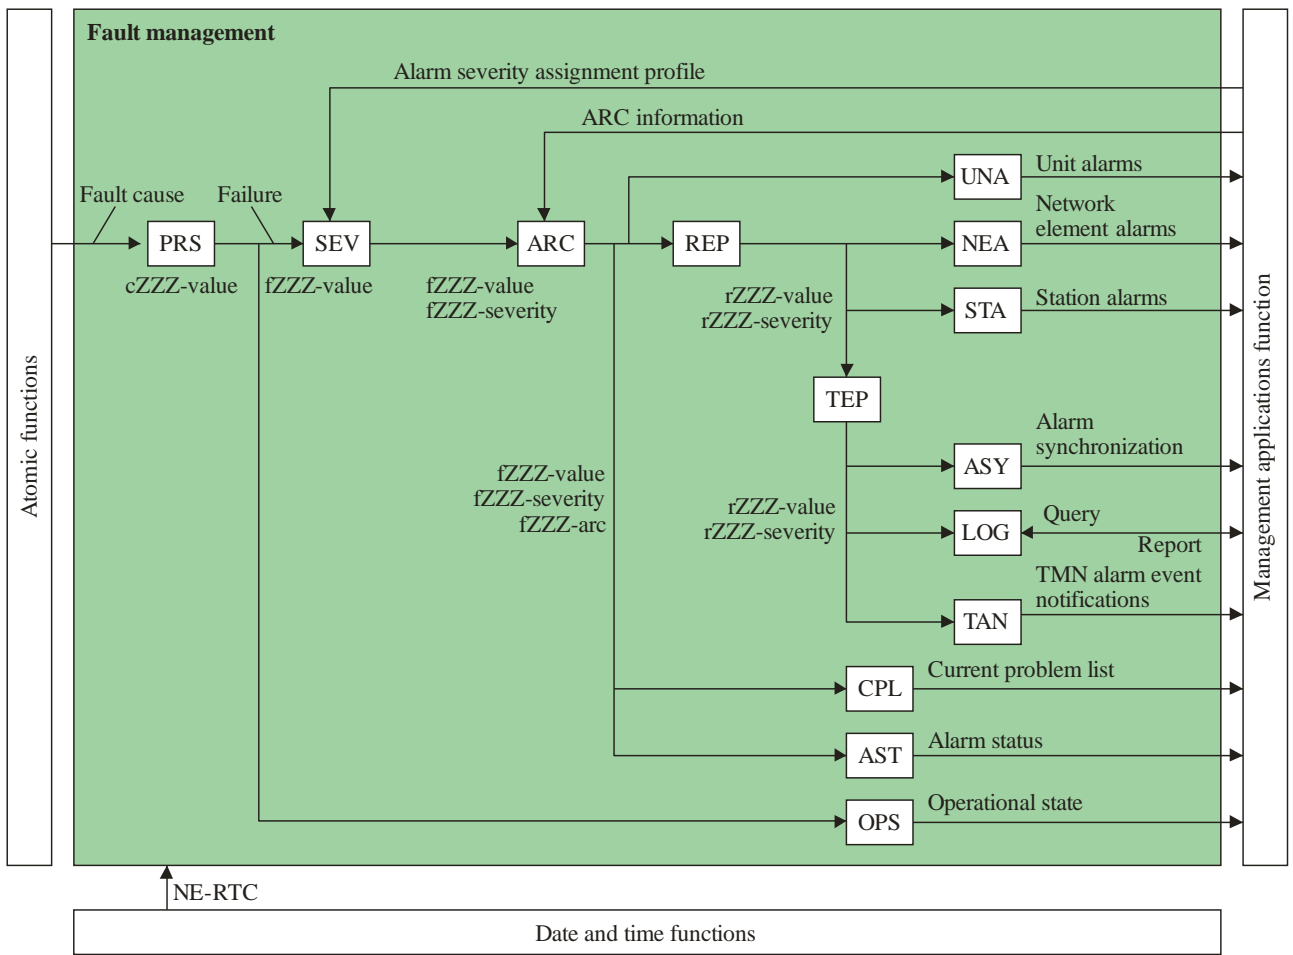 Fault management
Alarm severity assignment profile
ARC information
UNA
Unit alarms
Fault cause
Failure
Network
element alarms
PRS
SEV
ARC
REP
NEA
cZZZ-value
fZZZ-value
fZZZ-value
fZZZ-severity
rZZZ-value
rZZZ-severity
STA
Station alarms
TEP
Alarm
synchronization
ASY
fZZZ-value
fZZZ-severity
fZZZ-arc
rZZZ-value
rZZZ-severity
LOG
Query
Report
TMN alarm event
notifications
TAN
CPL
Current problem list
AST
Alarm status
OPS
Operational state
Atomic functions
Management applications function
NE-RTC
Date and time functions